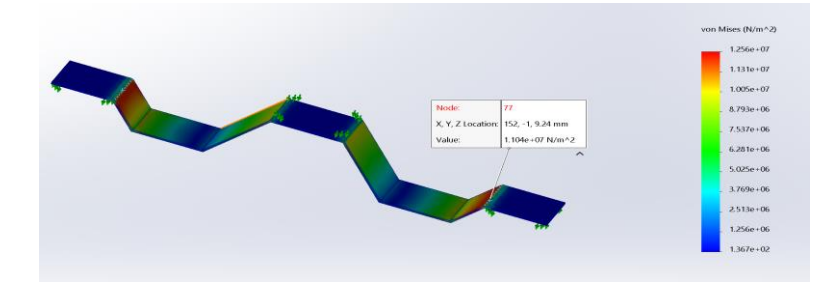 von Mises (N/m^2)
1.256e+07
1.131e+07
1.005e+07
8.793e+06
7.537e+06
6.281e+06
5.025e+06
3.769e+06
2.513e+06
1.256e+06
1.367e+02
Node: 77
X, Y, Z Location: 152, -1, 9.24 mm
Value: 1.104e+07 N/m^2